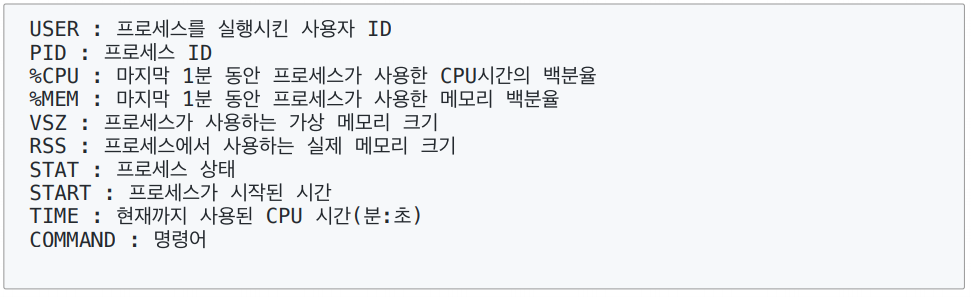 USER : 프로세스를 실행시킨 사용자 ID
PID : 프로세스 ID
%CPU : 마지막 1분 동안 프로세스가 사용한 CPU시간의 백분율
%MEM : 마지막 1분 동안 프로세스가 사용한 메모리 백분율
VSZ : 프로세스가 사용하는 가상 메모리 크기
RSS : 프로세스에서 사용하는 실제 메모리 크기
STAT : 프로세스 상태
START : 프로세스가 시작된 시간
TIME : 현재까지 사용된 CPU 시간(분:초)
COMMAND : 명령어